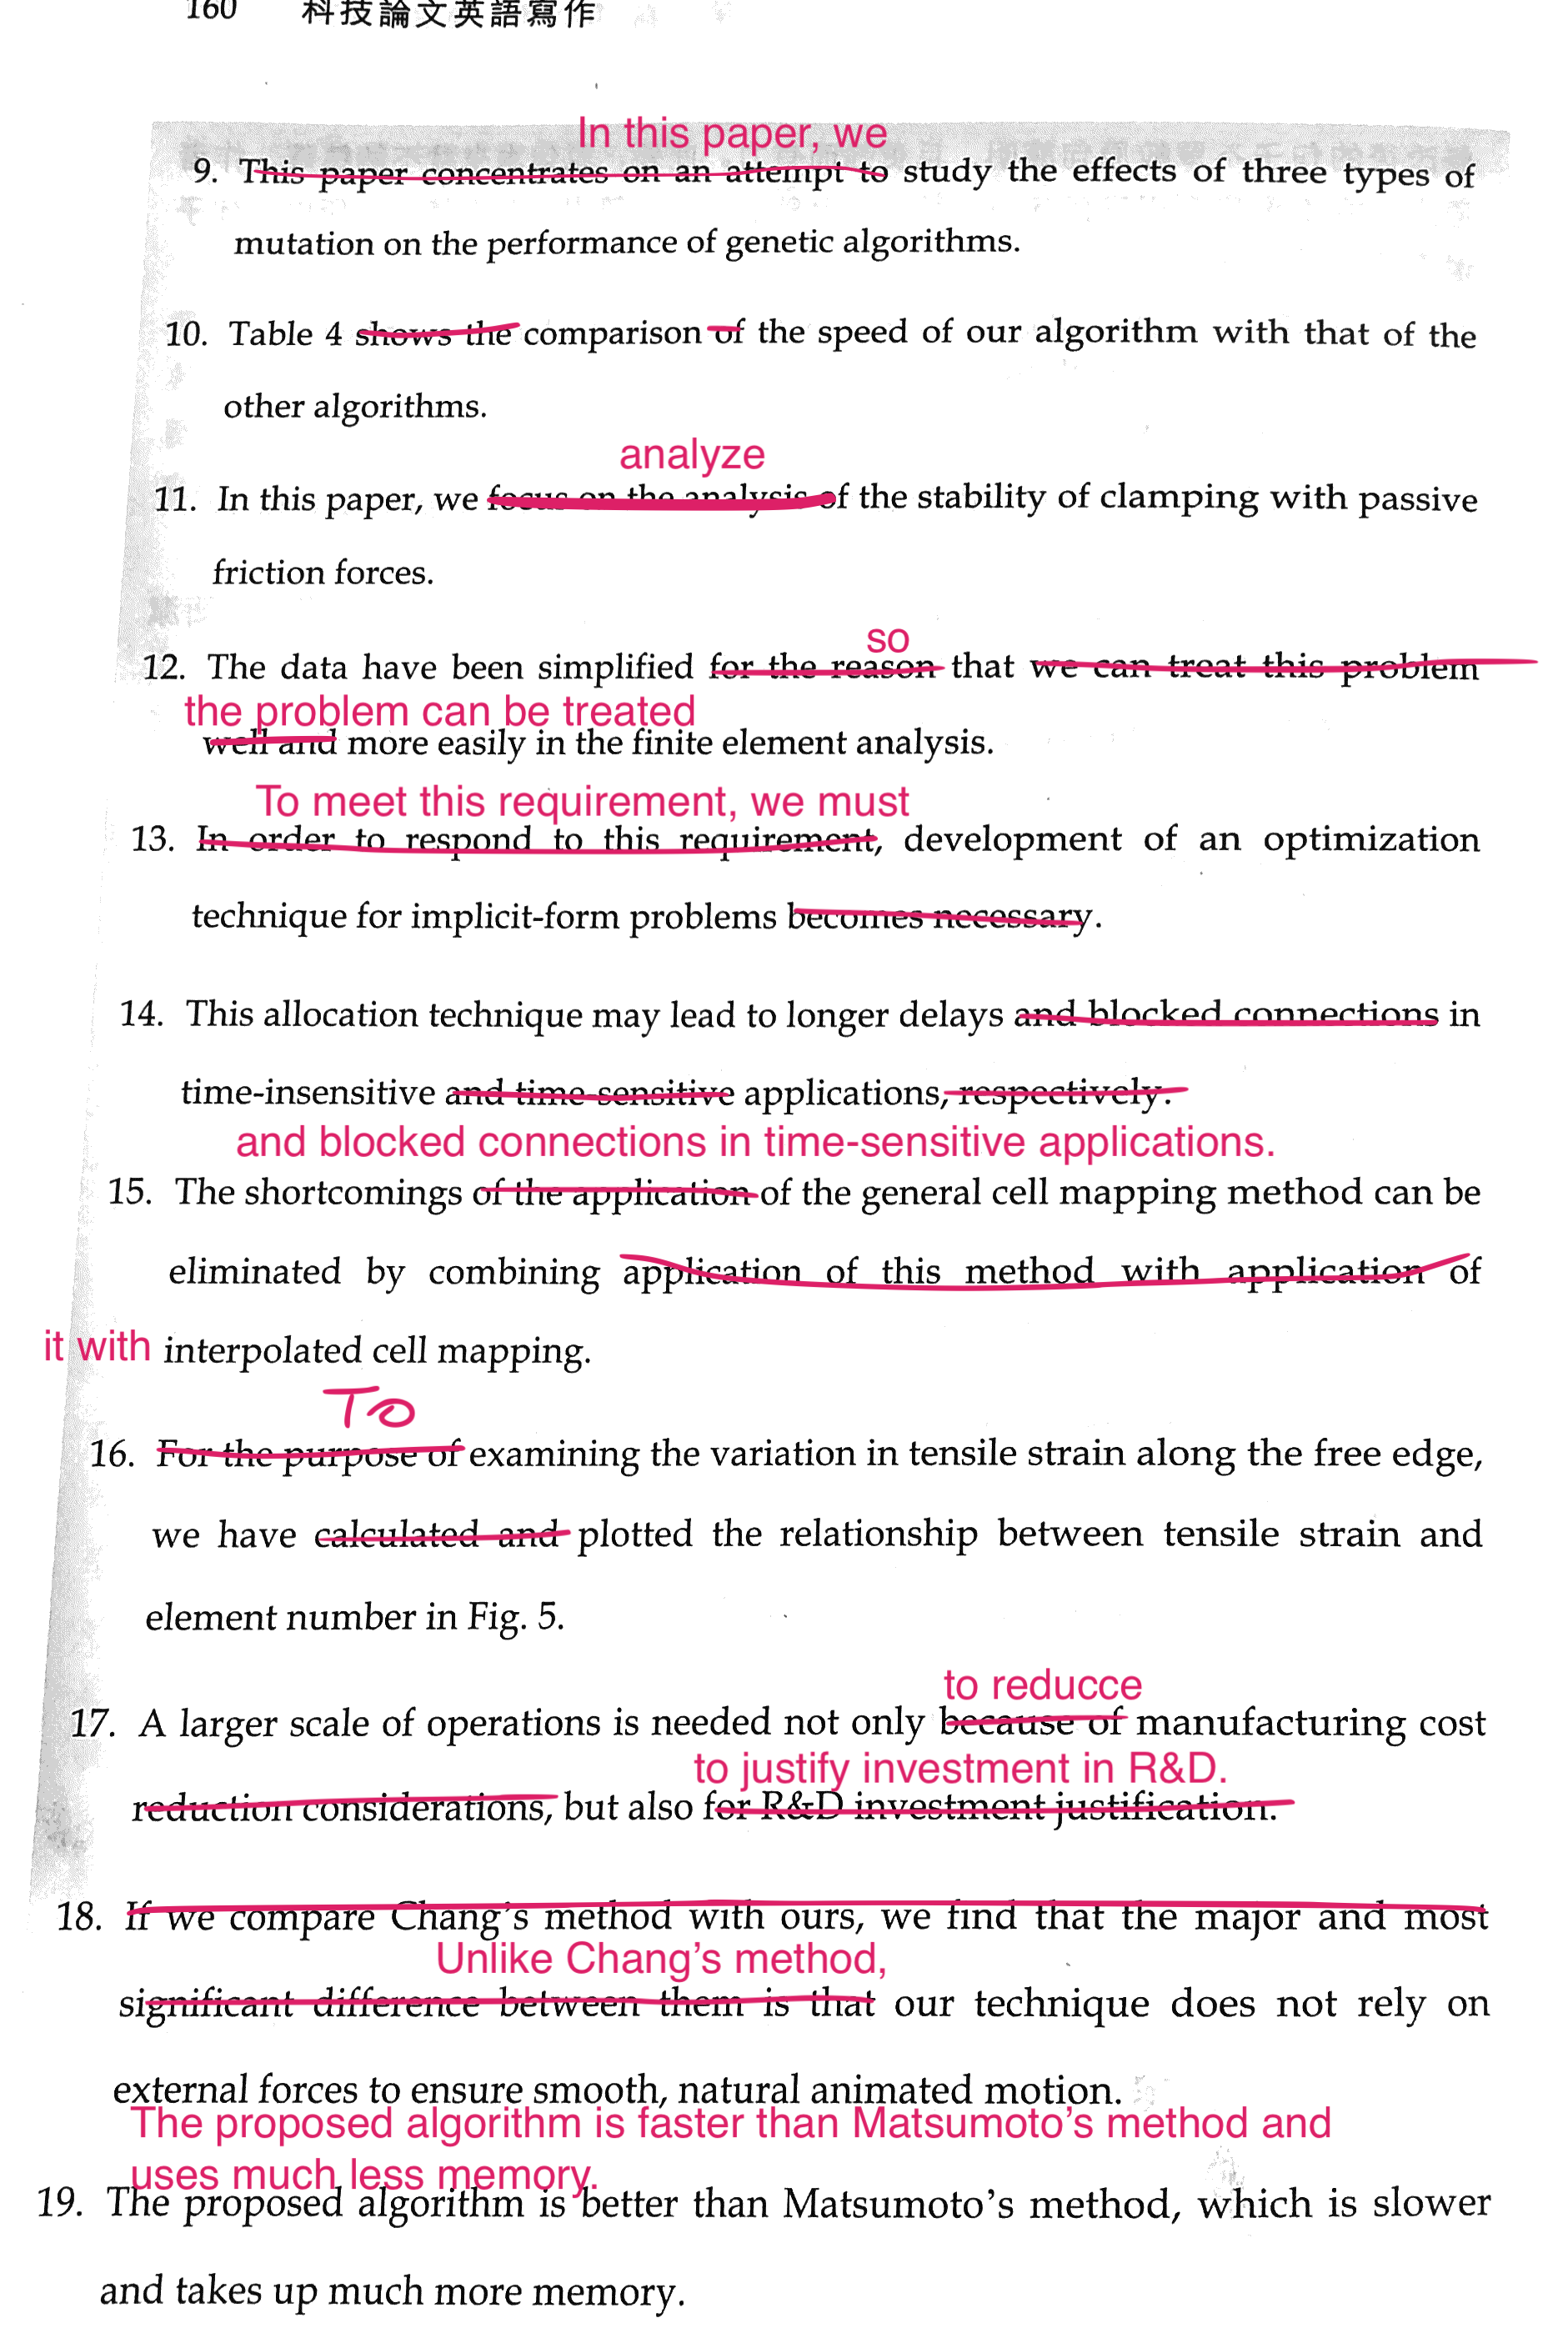 160 科技論文英語寫作
In this paper, we
9. This paper concentrates on an attempt to study the effects of three types of
mutation on the performance of genetic algorithms.
10. Table 4 shows the comparison of the speed of our algorithm with that of the
other algorithms.
analyze
11. In this paper, we focus on the analysis of the stability of clamping with passive
friction forces.
so
12. The data have been simplified for the reason that we can treat this problem
the problem can be treated
well and more easily in the finite element analysis.
To meet this requirement, we must
13. In order to respond to this requirement, development of an optimization
technique for implicit-form problems becomes necessary.
14. This allocation technique may lead to longer delays and blocked connections in
time-insensitive and time-sensitive applications, respectively.
and blocked connections in time-sensitive applications.
15. The shortcomings of the application of the general cell mapping method can be
eliminated by combining application of this method with application of
it with interpolated cell mapping.
To
16. For the purpose of examining the variation in tensile strain along the free edge,
we have calculated and plotted the relationship between tensile strain and
element number in Fig. 5.
to reducce
17. A larger scale of operations is needed not only because of manufacturing cost
to justify investment in R&D.
reduction considerations, but also for R&D investment justification.
18. If we compare Chang's method with ours, we find that the major and most
Unlike Chang's method,
significant difference between them is that our technique does not rely on
external forces to ensure smooth, natural animated motion.
The proposed algorithm is faster than Matsumoto's method and
uses much less memory.
19. The proposed algorithm is better than Matsumoto's method, which is slower
and takes up much more memory.